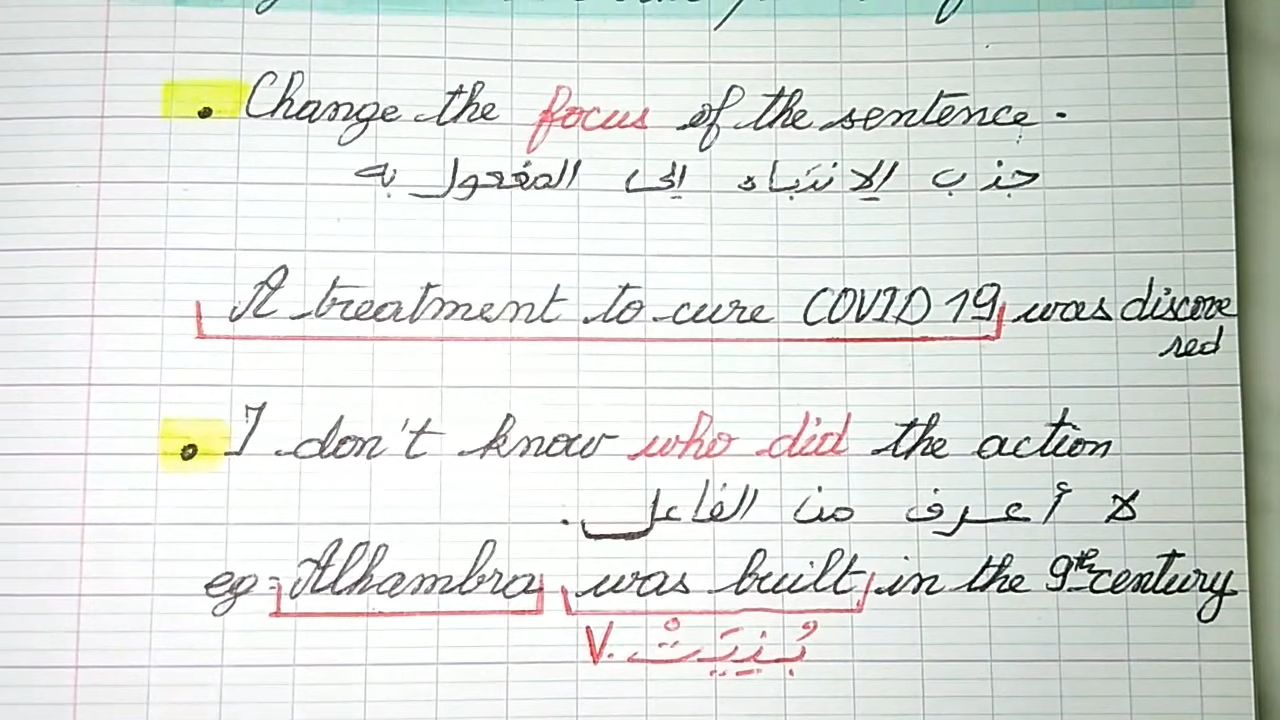 • Change the focus of the sentence.
جذب الانتباه إلى المفعول به
A treatment to cure COVID 19 was discove
red
• I don't know who did the action
لا أعرف من الفاعل.
eg: Alhambra was built in the 9th century
V. بُنِيَتْ